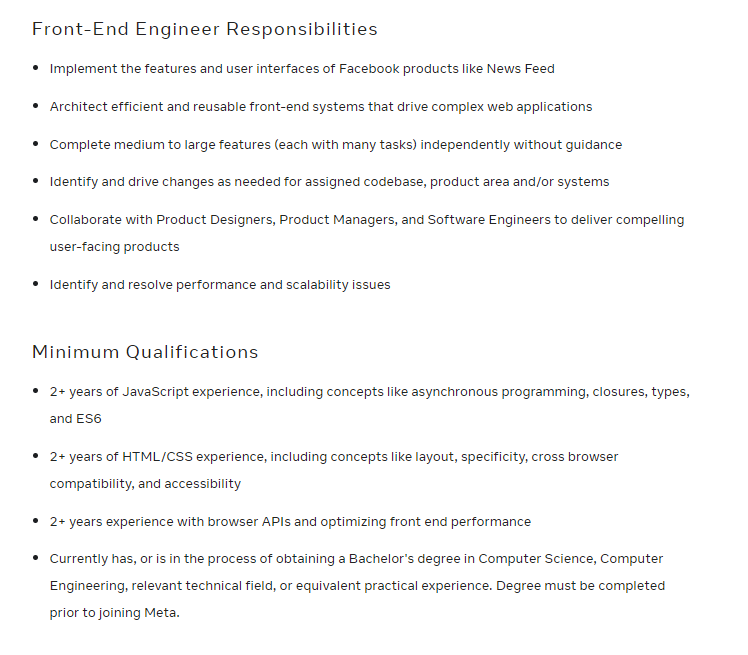 Front-End Engineer Responsibilities
• Implement the features and user interfaces of Facebook products like News Feed
• Architect efficient and reusable front-end systems that drive complex web applications
• Complete medium to large features (each with many tasks) independently without guidance
• Identify and drive changes as needed for assigned codebase, product area and/or systems
• Collaborate with Product Designers, Product Managers, and Software Engineers to deliver compelling
user-facing products
• Identify and resolve performance and scalability issues
Minimum Qualifications
• 2+ years of JavaScript experience, including concepts like asynchronous programming, closures, types,
and ES6
• 2+ years of HTML/CSS experience, including concepts like layout, specificity, cross browser
compatibility, and accessibility
• 2+ years experience with browser APIs and optimizing front end performance
• Currently has, or is in the process of obtaining a Bachelor's degree in Computer Science, Computer
Engineering, relevant technical field, or equivalent practical experience. Degree must be completed
prior to joining Meta.